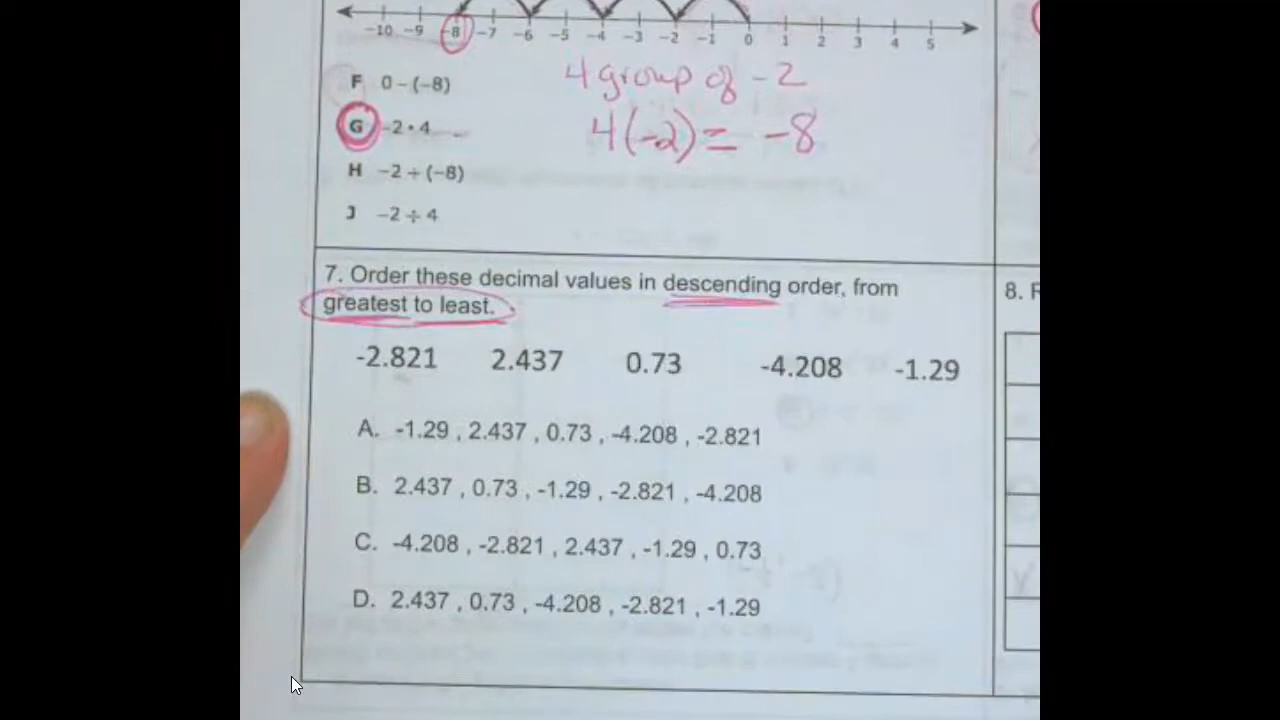 -10 -9 -8 -7 -6 -5 -4 -3 -2 -1 0 1 2 3 4 5
F 0 – (–8)
4 group of -2
G –2 • 4
4(-2) = -8
H –2 + (–8)
J –2 ÷ 4
7. Order these decimal values in descending order, from
greatest to least.
8.
-2.821 2.437 0.73 -4.208 -1.29
A. -1.29 , 2.437 , 0.73 , -4.208 , -2.821
B. 2.437 , 0.73 , -1.29 , -2.821 , -4.208
C. -4.208 , -2.821 , 2.437 , -1.29 , 0.73
D. 2.437 , 0.73 , -4.208 , -2.821 , -1.29